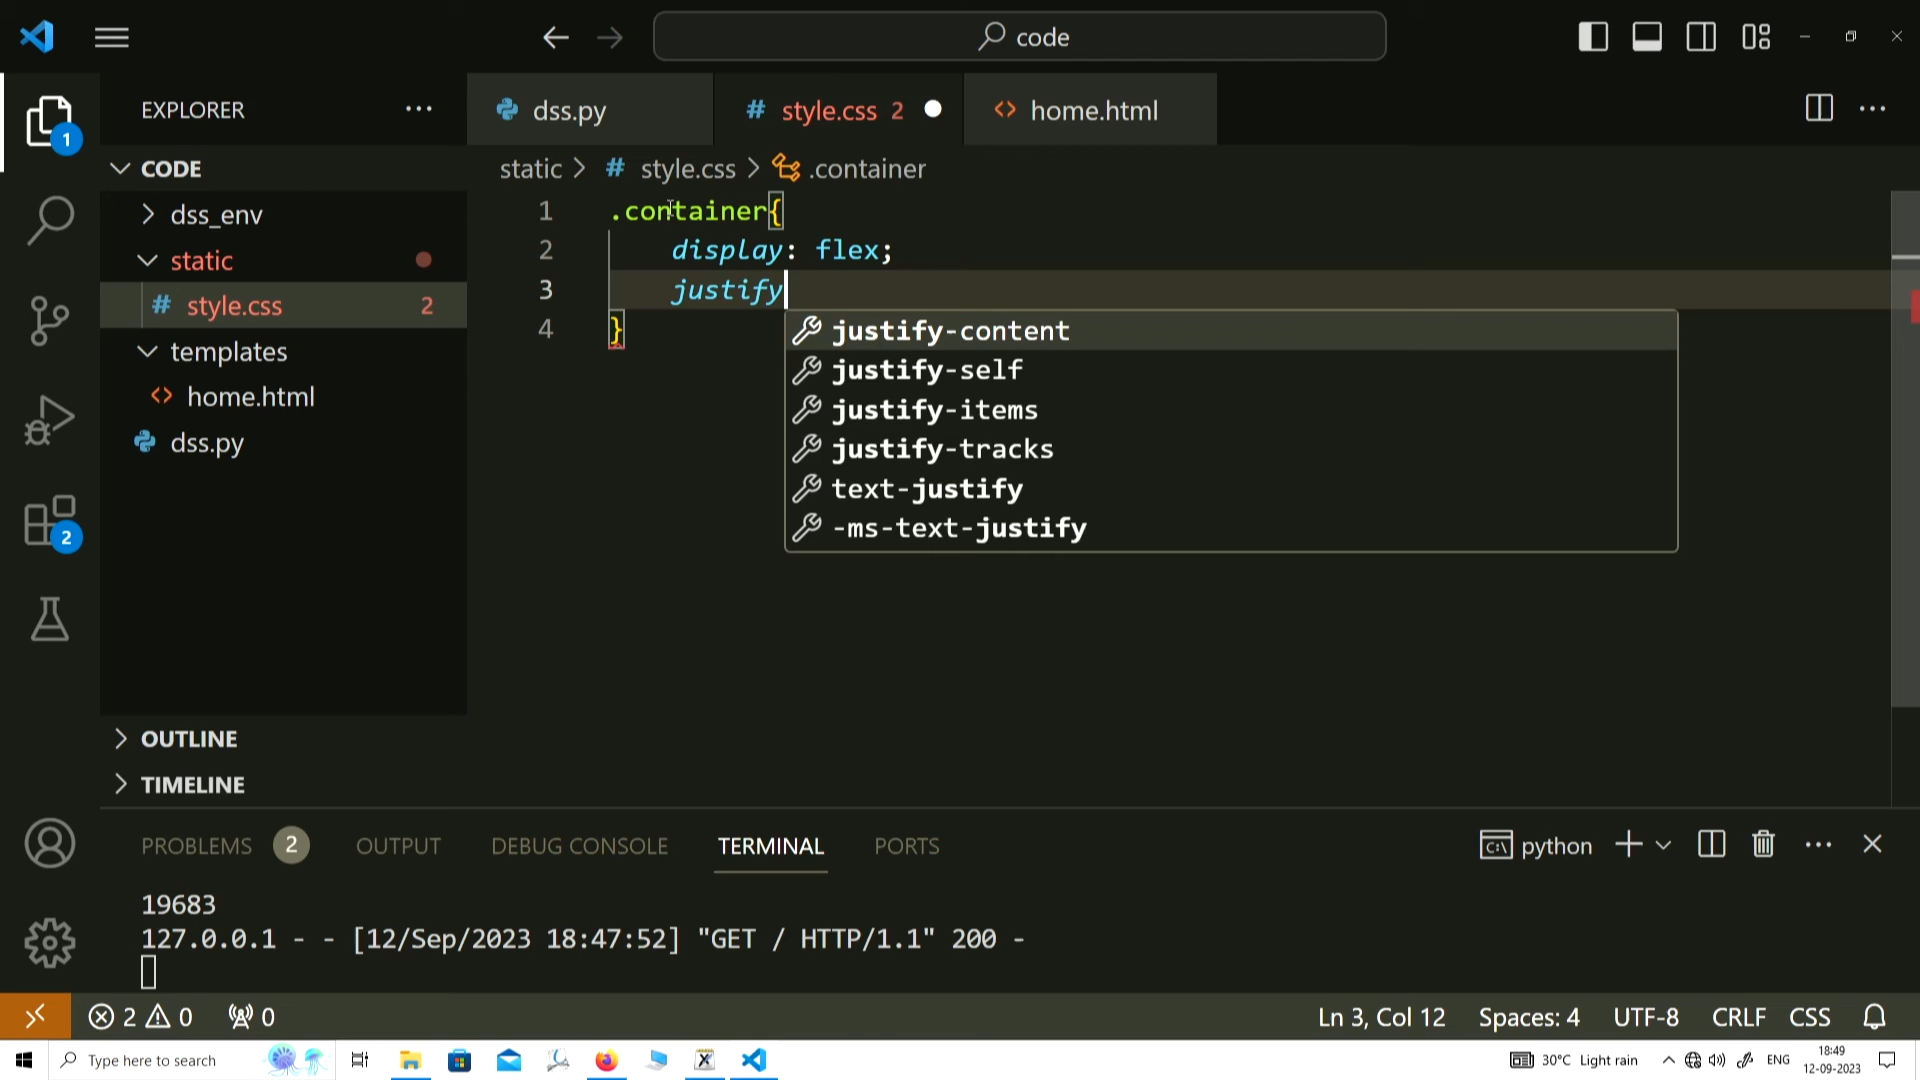 code
EXPLORER
dss.py
# style.css 2
home.html
1
CODE
static > # style.css > .container
dss_env
static
# style.css 2
templates
home.html
dss.py
2
1 .container{
2 display: flex;
3 justify
4 }
justify-content
justify-self
justify-items
justify-tracks
text-justify
-ms-text-justify
OUTLINE
TIMELINE
PROBLEMS 2 OUTPUT DEBUG CONSOLE TERMINAL PORTS
python
19683
127.0.0.1 - - [12/Sep/2023 18:47:52] "GET / HTTP/1.1" 200 -
2 0 0
Ln 3, Col 12 Spaces: 4 UTF-8 CRLF CSS
Type here to search
30°C Light rain
ENG
18:49
12-09-2023